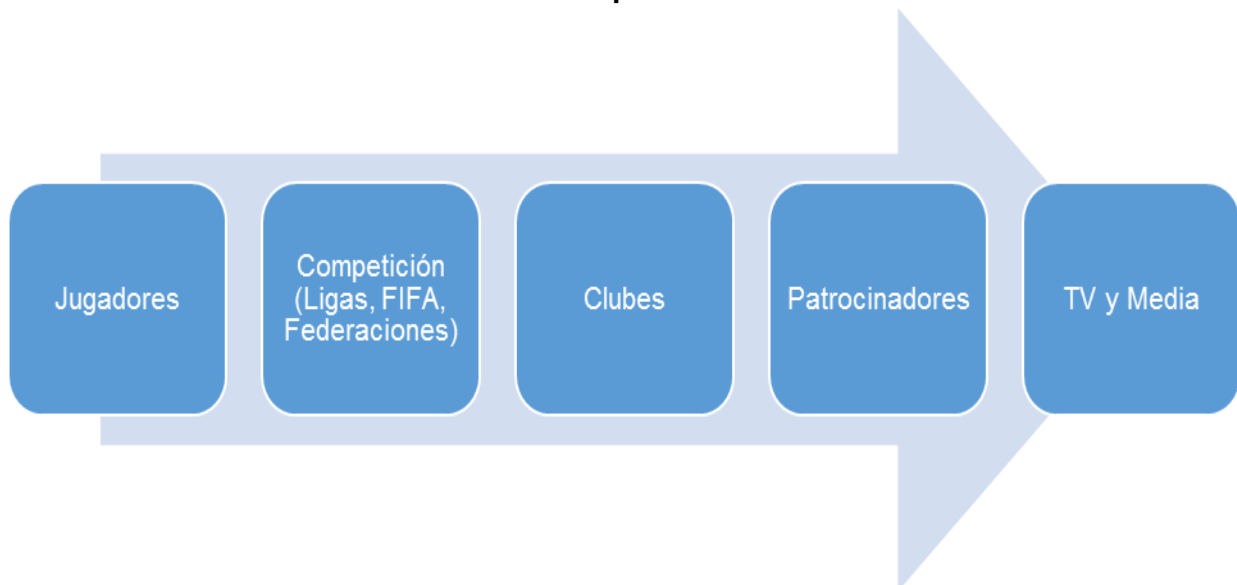 Jugadores
Competición
(Ligas, FIFA,
Federaciones)
Clubes
Patrocinadores
TV y Media